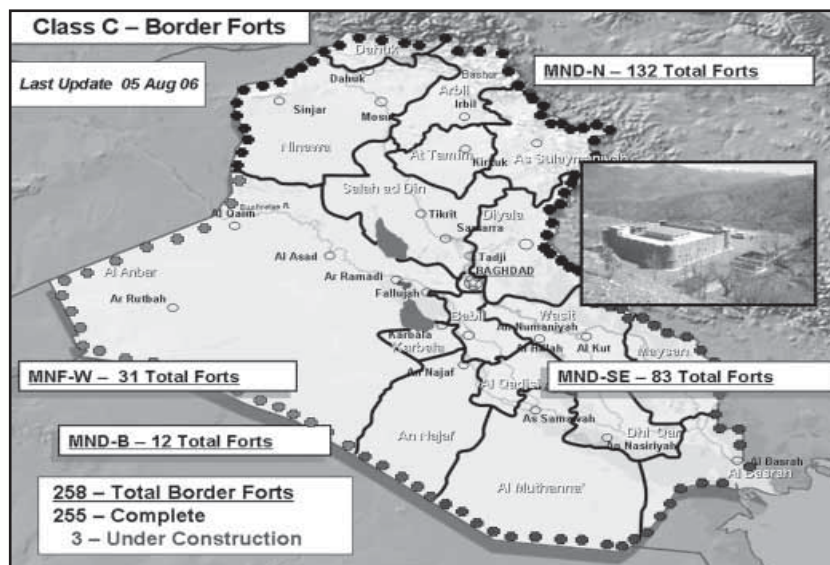 Class C – Border Forts
Last Update 05 Aug 06
MND-N – 132 Total Forts
Dahuk
Dahuk
Bashur
Arbil
Irbil
Sinjar
Mosul
Ninawa
At Tamim
Kirkuk
As Sulaymaniyah
Salah ad Din
Al Qaim
Tikrit
Diyala
Samarra
Al Asad
Tadji
BAGHDAD
Al Anbar
Ar Ramadi
Fallujah
Ar Rutbah
Babil
Wasit
An Numaniyah
Karbala
Karbala
Al Hillah
Al Kut
Maysan
MNF-W – 31 Total Forts
An Najaf
Al Qadisi
MND-SE – 83 Total Forts
As Samawah
MND-B – 12 Total Forts
An Najaf
Dhi Qar
An Nasiriyah
Al Basrah
Al Basrah
Al Muthanna'
258 – Total Border Forts
255 – Complete
3 – Under Construction